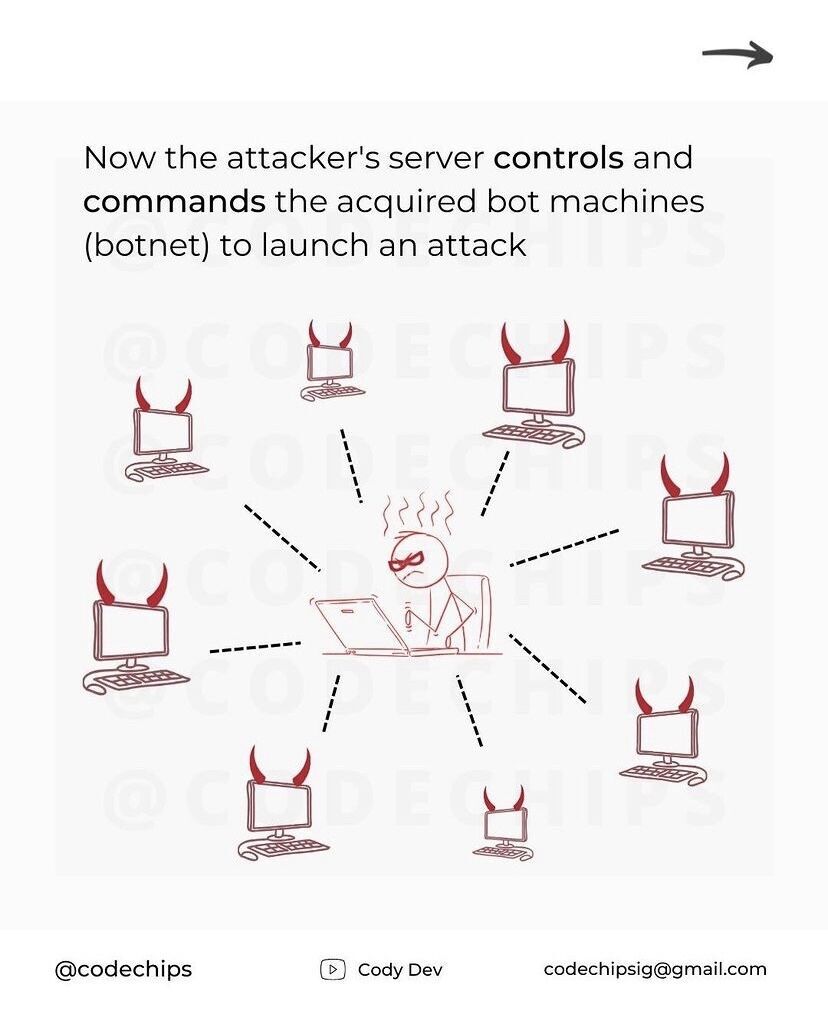 Now the attacker's server controls and
commands the acquired bot machines
(botnet) to launch an attack
@CODECHIPS
@CODECHIPS
@CODECHIPS
@CODECHIPS
@CODECHIPS
@CODECHIPS
@codechips
Cody Dev
codechipsig@gmail.com